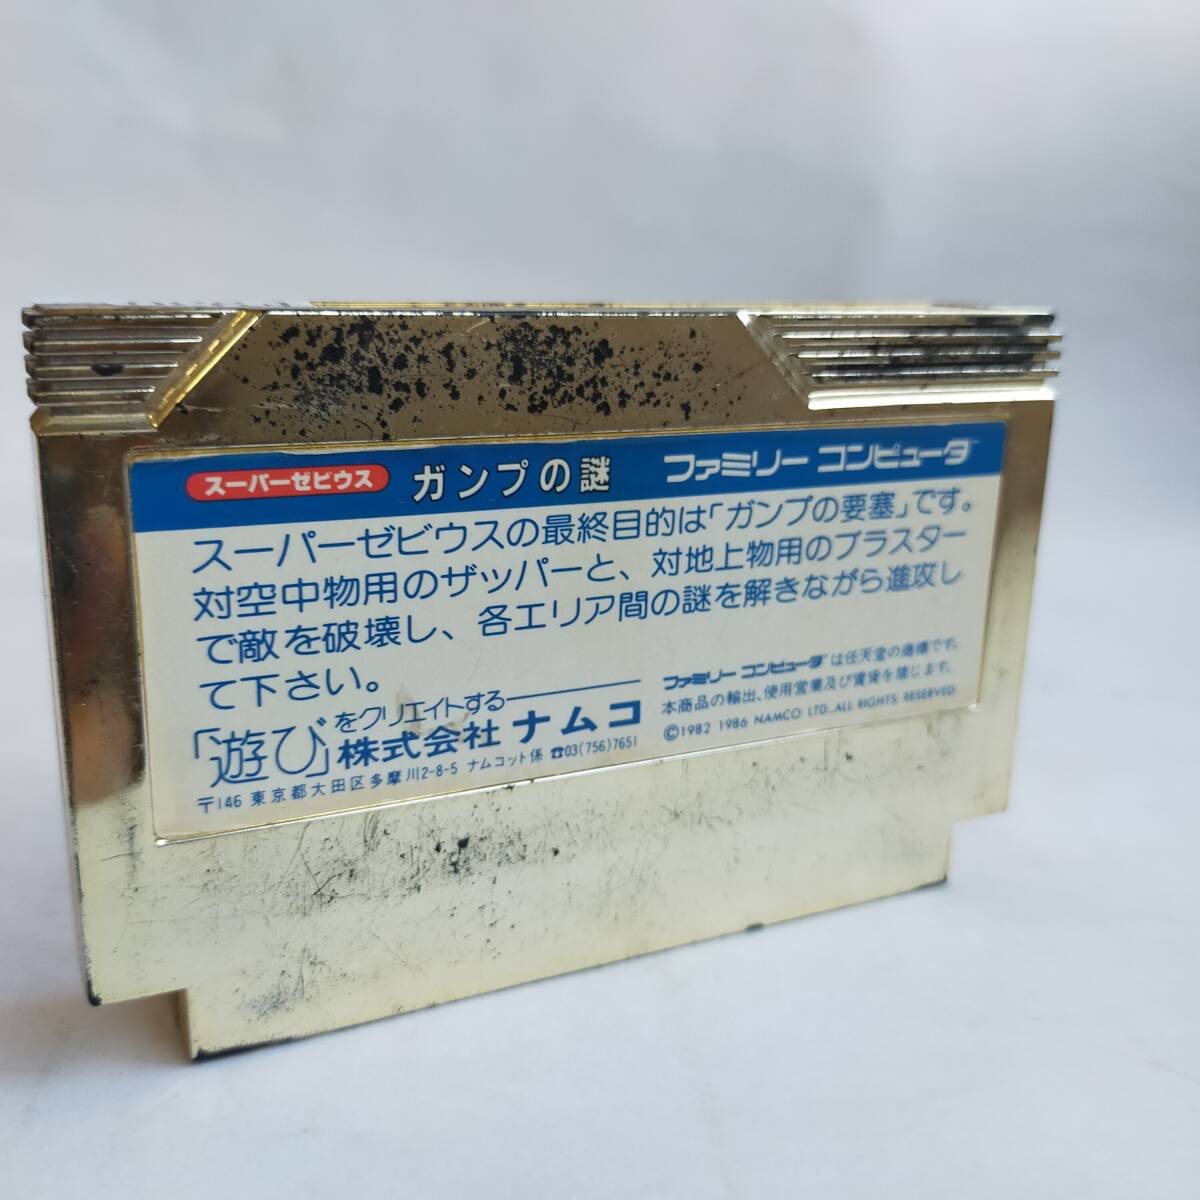 スーパーゼビウス ガンプの謎 ファミリー コンピュータ™
スーパーゼビウスの最終目的は「ガンプの要塞」です。
対空中物用のザッパーと、対地上物用のブラスター
で敵を破壊し、各エリア間の謎を解きながら進攻し
て下さい。
「遊び」をクリエイトする
株式会社 ナムコ
〒146 東京都大田区多摩川2-8-5 ナムコット係 ☎03(756)7651
ファミリー コンピュータ™は任天堂の商標です。
本商品の輸出、使用営業及び賃貸を禁じます。
©1982 1986 NAMCO LTD., ALL RIGHTS RESERVED